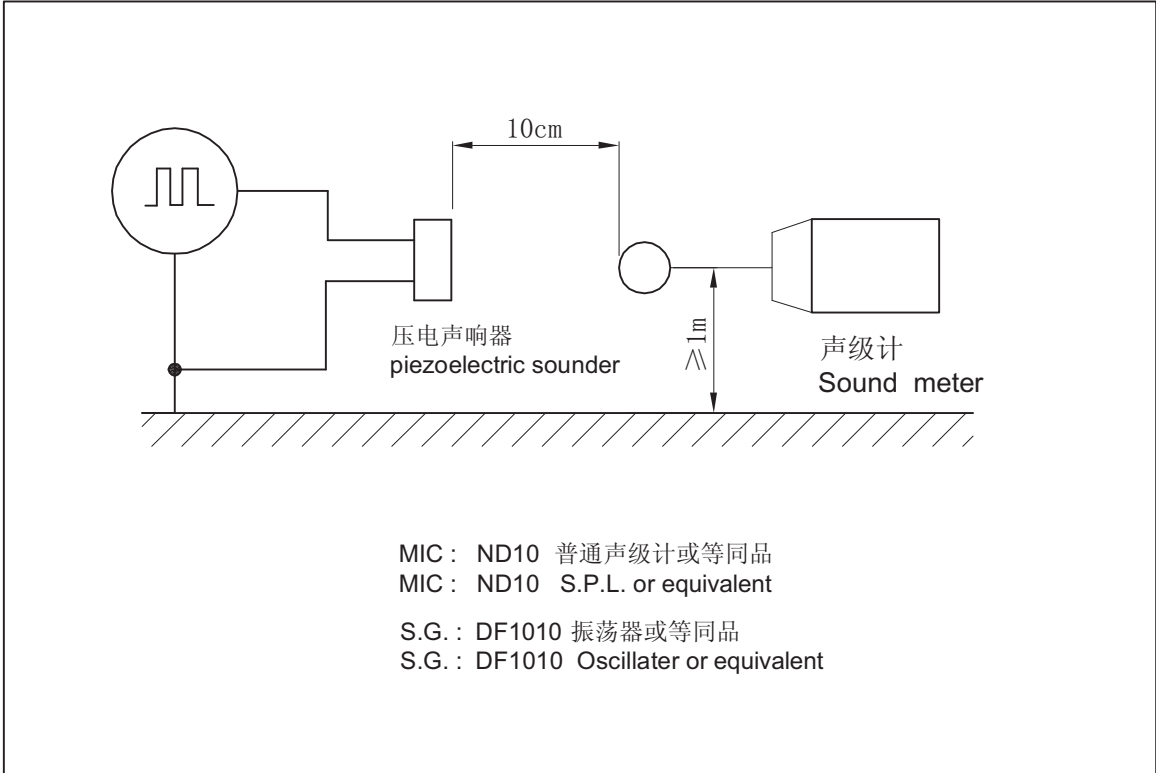 10cm
≥1m
压电声响器
piezoelectric sounder
声级计
Sound meter
MIC : ND10 普通声级计或等同品
MIC : ND10 S.P.L. or equivalent
S.G. : DF1010 振荡器或等同品
S.G. : DF1010 Oscillater or equivalent